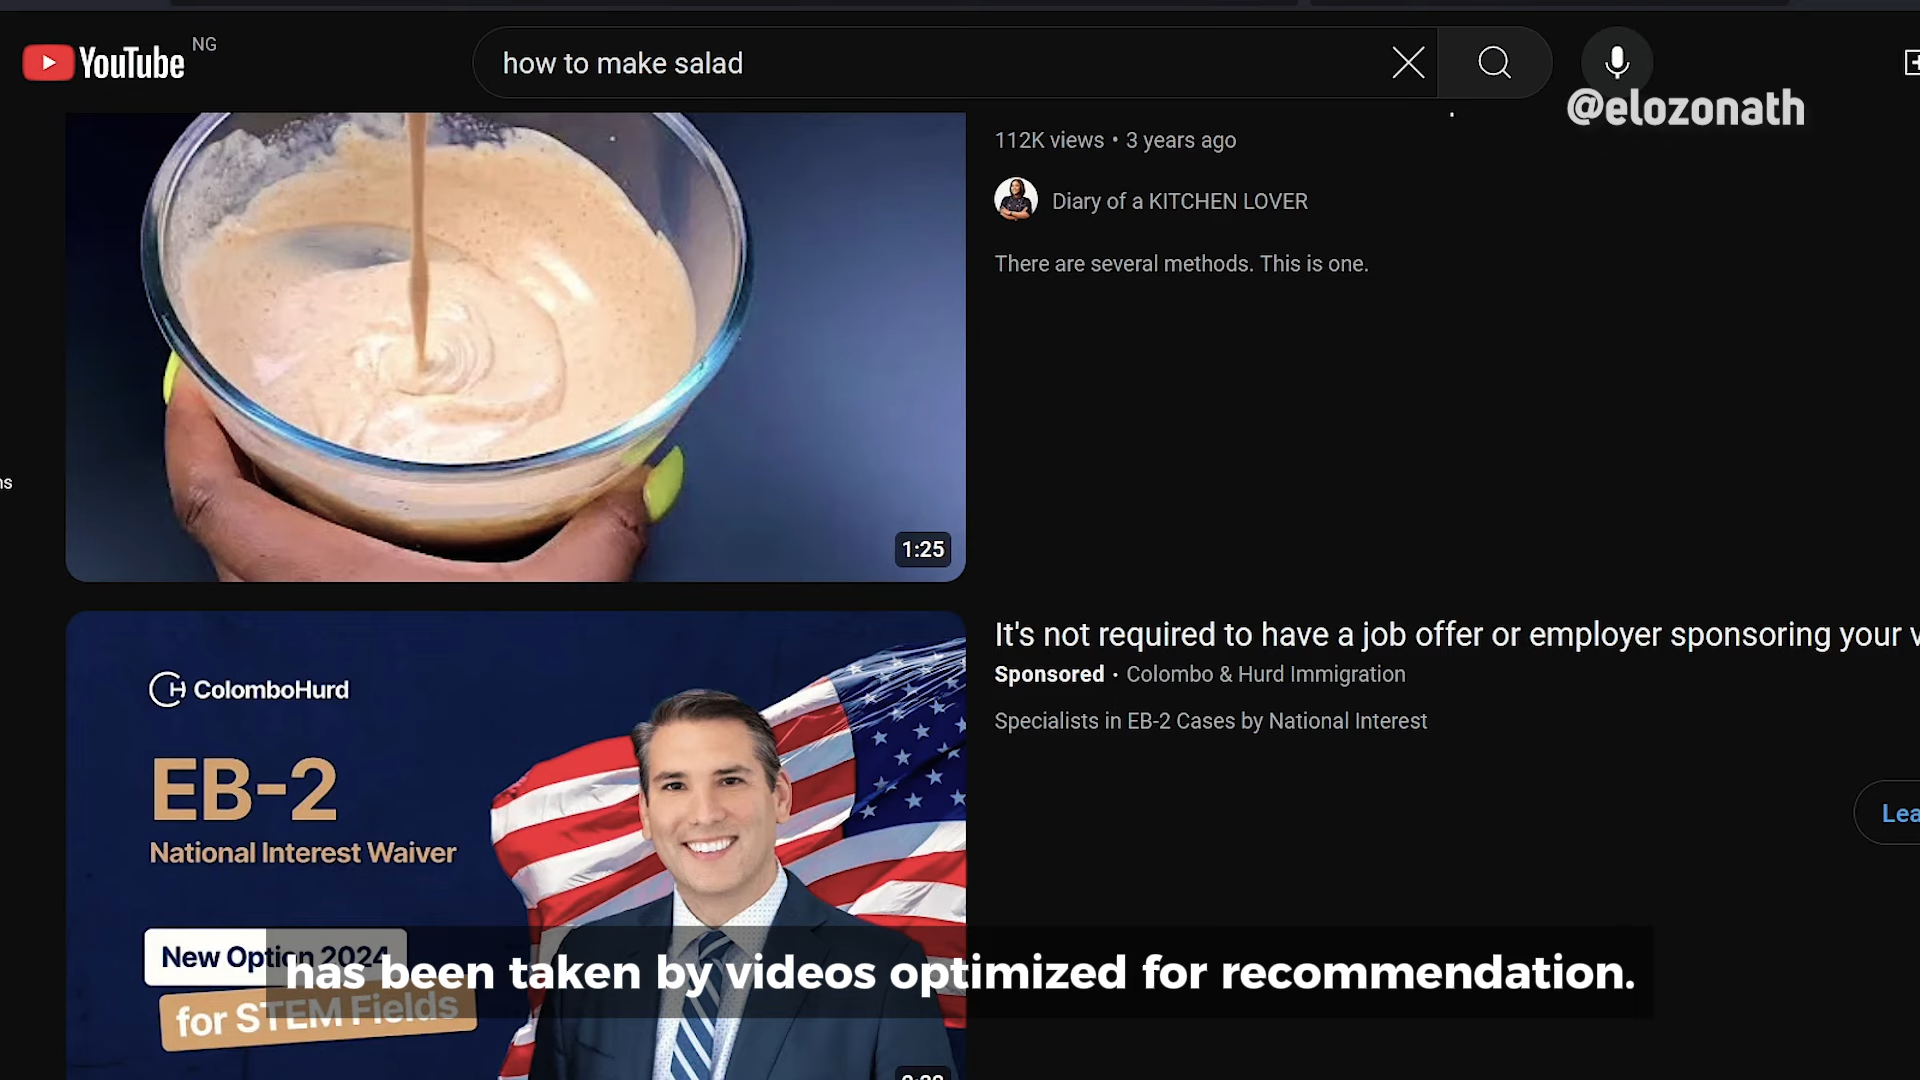 YouTube NG
how to make salad
@elozonath
112K views • 3 years ago
Diary of a KITCHEN LOVER
There are several methods. This is one.
ns
1:25
ColomboHurd
EB-2
National Interest Waiver
New Option 2024
for STEM Fields
It's not required to have a job offer or employer sponsoring your v
Sponsored • Colombo & Hurd Immigration
Specialists in EB-2 Cases by National Interest
Lea
has been taken by videos optimized for recommendation.